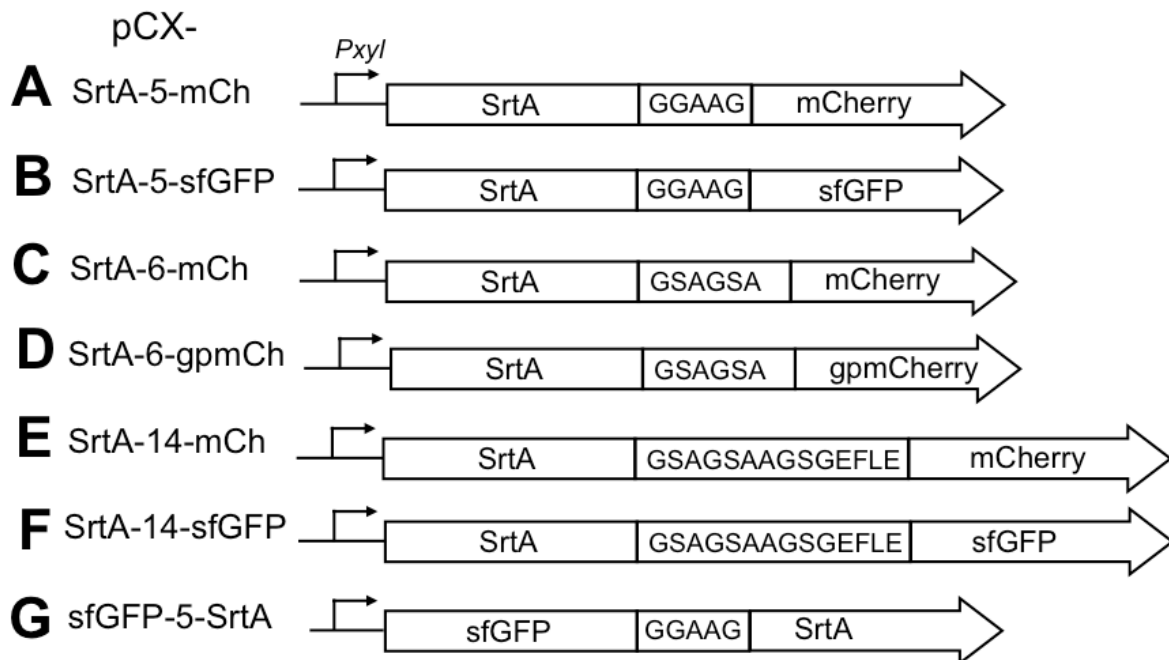 pCX-
Pxyl
A SrtA-5-mCh SrtA GGAAG mCherry
B SrtA-5-sfGFP SrtA GGAAG sfGFP
C SrtA-6-mCh SrtA GSAGSA mCherry
D SrtA-6-gpmCh SrtA GSAGSA gpmCherry
E SrtA-14-mCh SrtA GSAGSAAGSGEFLE mCherry
F SrtA-14-sfGFP SrtA GSAGSAAGSGEFLE sfGFP
G sfGFP-5-SrtA sfGFP GGAAG SrtA